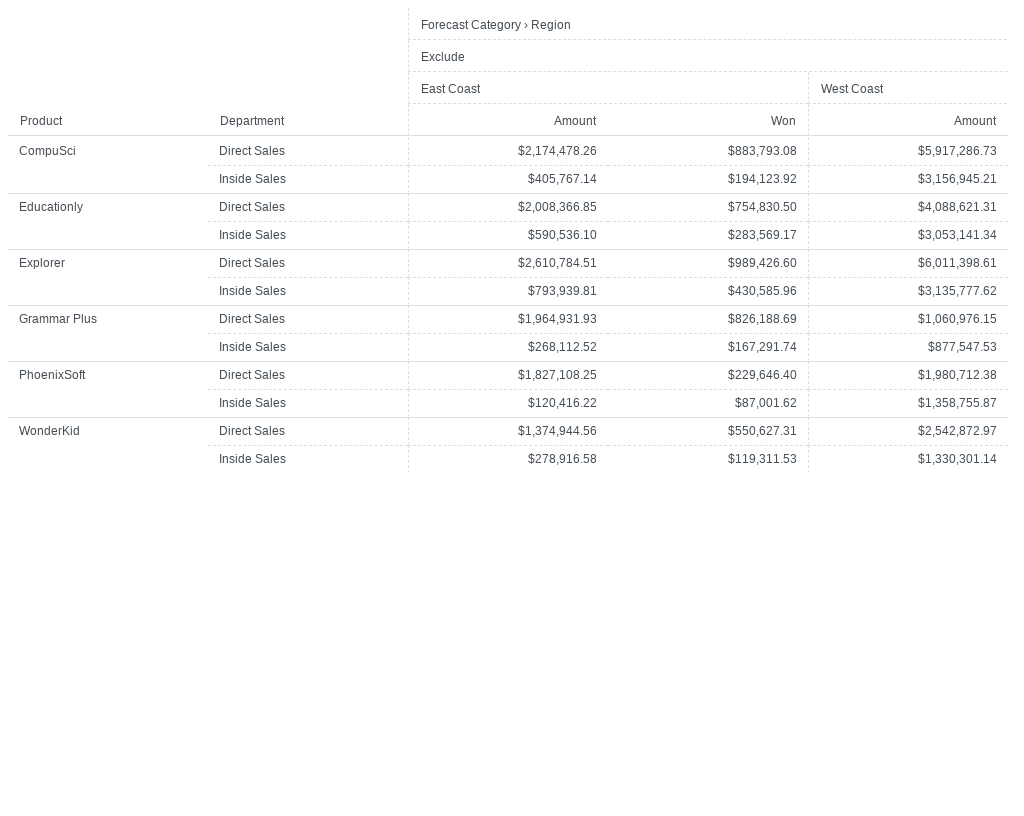 Forecast Category › Region
Exclude
East Coast West Coast
Product Department Amount Won Amount
CompuSci Direct Sales $2,174,478.26 $883,793.08 $5,917,286.73
Inside Sales $405,767.14 $194,123.92 $3,156,945.21
Educationly Direct Sales $2,008,366.85 $754,830.50 $4,088,621.31
Inside Sales $590,536.10 $283,569.17 $3,053,141.34
Explorer Direct Sales $2,610,784.51 $989,426.60 $6,011,398.61
Inside Sales $793,939.81 $430,585.96 $3,135,777.62
Grammar Plus Direct Sales $1,964,931.93 $826,188.69 $1,060,976.15
Inside Sales $268,112.52 $167,291.74 $877,547.53
PhoenixSoft Direct Sales $1,827,108.25 $229,646.40 $1,980,712.38
Inside Sales $120,416.22 $87,001.62 $1,358,755.87
WonderKid Direct Sales $1,374,944.56 $550,627.31 $2,542,872.97
Inside Sales $278,916.58 $119,311.53 $1,330,301.14